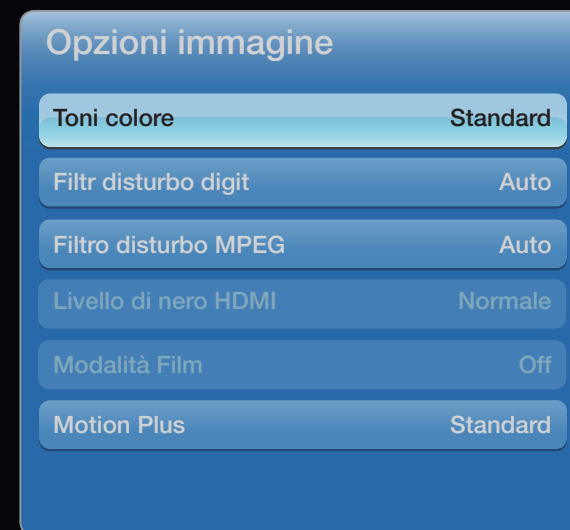 Opzioni immagine
Toni colore Standard
Filtr disturbo digit Auto
Filtro disturbo MPEG Auto
Livello di nero HDMI Normale
Modalità Film Off
Motion Plus Standard